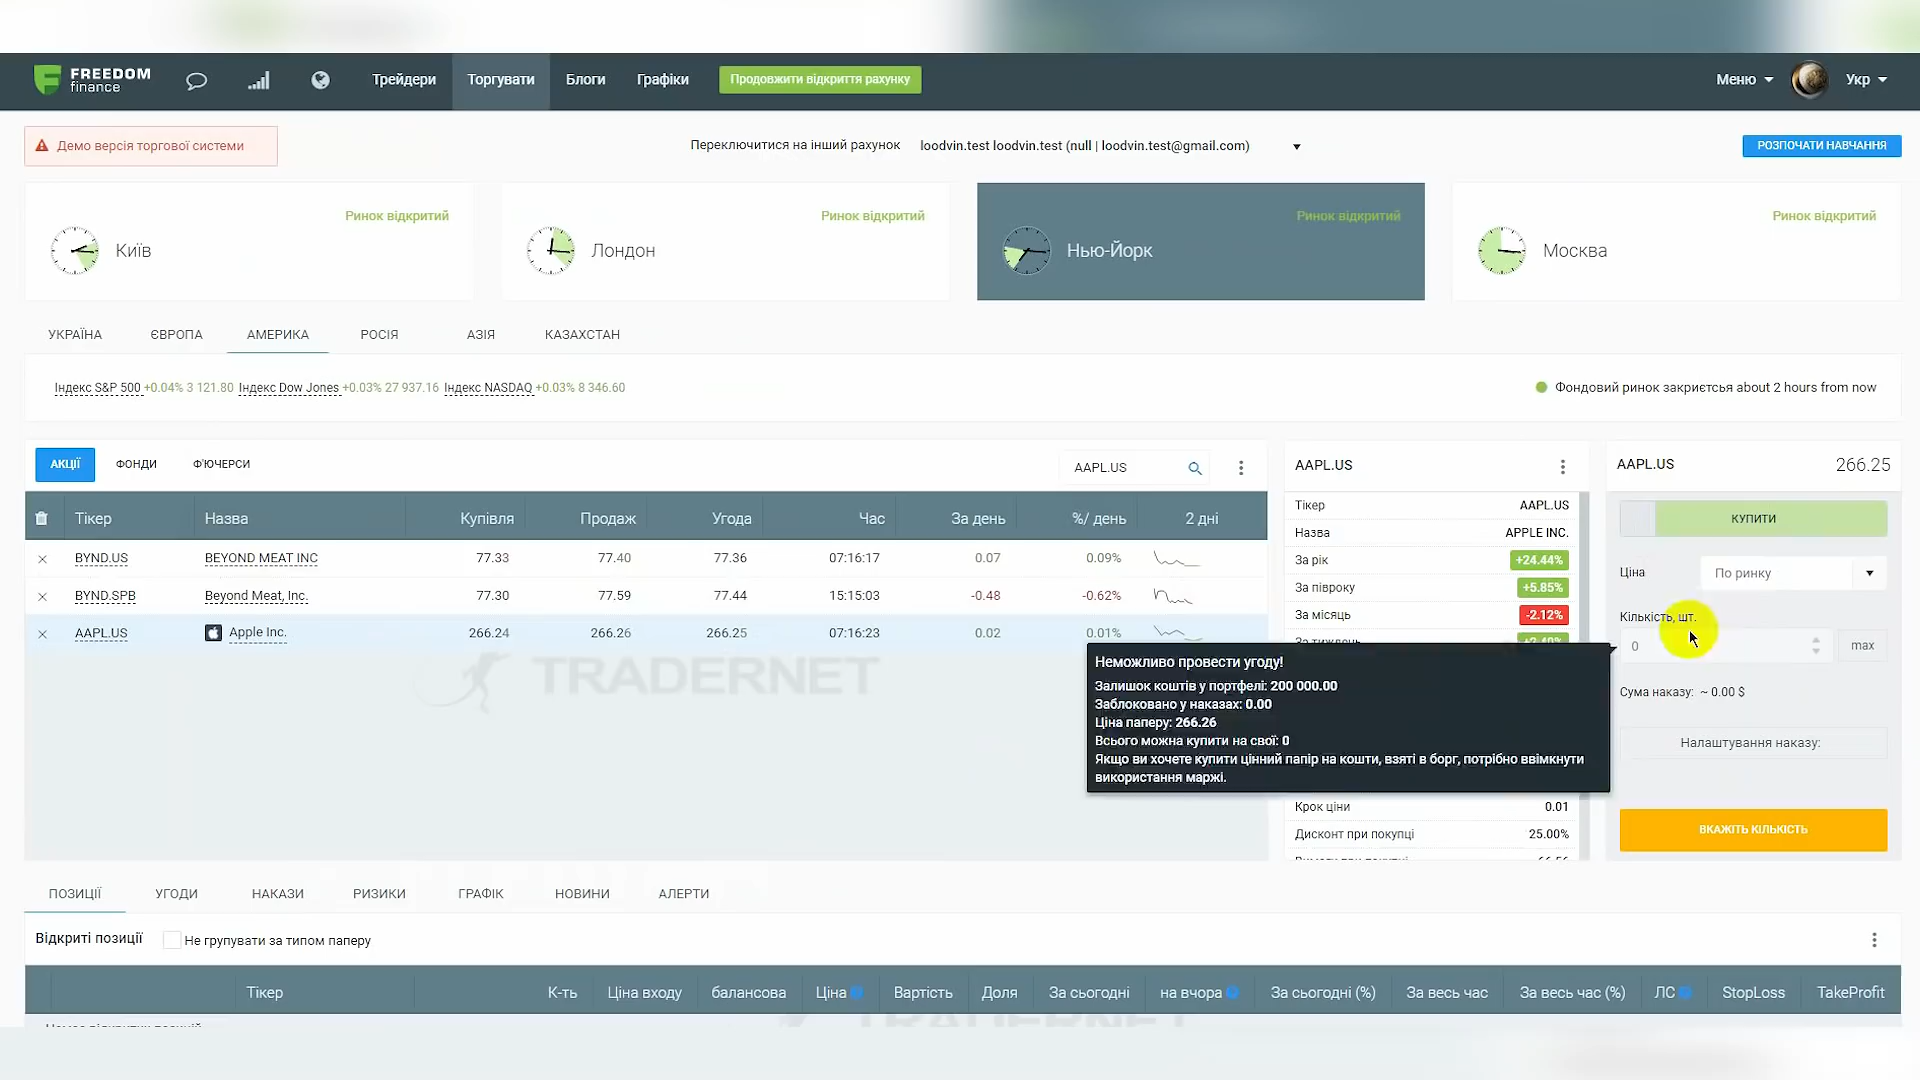 FREEDOM
finance
Трейдери
Торгувати
Блоги
Графіки
Продовжити відкриття рахунку
Меню
Укр
Демо версія торгової системи
Переключитися на інший рахунок
loodvin.test loodvin.test (null | loodvin.test@gmail.com)
РОЗПОЧАТИ НАВЧАННЯ
Ринок відкритий
Київ
Ринок відкритий
Лондон
Ринок відкритий
Нью-Йорк
Ринок відкритий
Москва
УКРАЇНА
ЄВРОПА
АМЕРИКА
РОСІЯ
АЗІЯ
КАЗАХСТАН
Індекс S&P 500 +0.04% 3 121.80 Індекс Dow Jones +0.03% 27 937.16 Індекс NASDAQ +0.03% 8 346.60
Фондовий ринок закриється about 2 hours from now
АКЦІЇ
ФОНДИ
Ф'ЮЧЕРСИ
AAPL.US
Тікер Назва Купівля Продаж Угода Час За день %/ день 2 дні
BYND.US BEYOND MEAT INC 77.33 77.40 77.36 07:16:17 0.07 0.09%
BYND.SPB Beyond Meat, Inc. 77.30 77.59 77.44 15:15:03 -0.48 -0.62%
AAPL.US Apple Inc. 266.24 266.26 266.25 07:16:23 0.02 0.01%
TRADERNET
AAPL.US
Тікер AAPL.US
Назва APPLE INC.
За рік +24.44%
За півроку +5.85%
За місяць -2.12%
Неможливо провести угоду!
Залишок коштів у портфелі: 200 000.00
Заблоковано у наказах: 0.00
Ціна паперу: 266.26
Всього можна купити на свої: 0
Якщо ви хочете купити цінний папір на кошти, взяті в борг, потрібно ввімкнути
використання маржі.
Крок ціни 0.01
Дисконт при покупці 25.00%
AAPL.US 266.25
КУПИТИ
Ціна По ринку
Кількість, шт.
0 max
Сума наказу: ~ 0.00 $
Налаштування наказу:
ВКАЖІТЬ КІЛЬКІСТЬ
ПОЗИЦІЇ
УГОДИ
НАКАЗИ
РИЗИКИ
ГРАФІК
НОВИНИ
АЛЕРТИ
Відкриті позиції
Не групувати за типом паперу
Тікер К-ть Ціна входу балансова Ціна Вартість Доля За сьогодні на вчора За сьогодні (%) За весь час За весь час (%) ЛС StopLoss TakeProfit